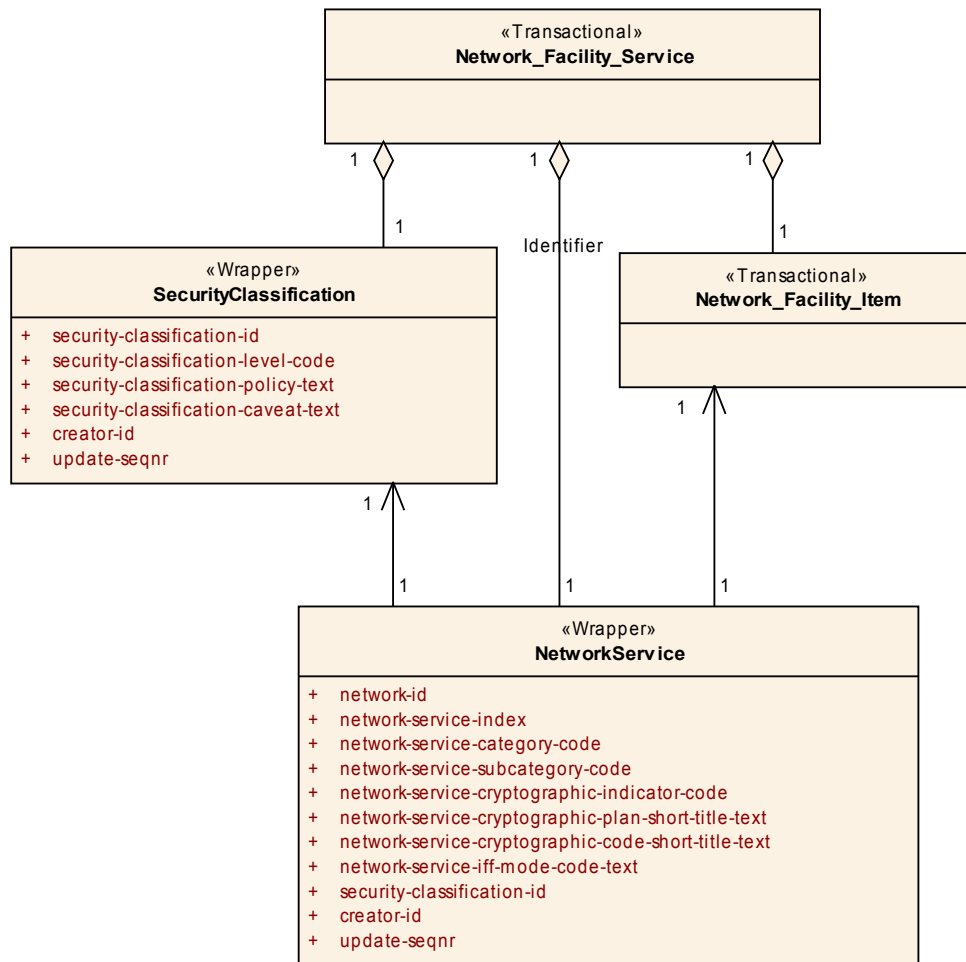 «Transactional»
Network_Facility_Service
1 1 1
1
Identifier
1
«Wrapper»
SecurityClassification
+ security-classification-id
+ security-classification-level-code
+ security-classification-policy-text
+ security-classification-caveat-text
+ creator-id
+ update-seqnr
«Transactional»
Network_Facility_Item
1
1
1 1 1
«Wrapper»
NetworkService
+ network-id
+ network-service-index
+ network-service-category-code
+ network-service-subcategory-code
+ network-service-cryptographic-indicator-code
+ network-service-cryptographic-plan-short-title-text
+ network-service-cryptographic-code-short-title-text
+ network-service-iff-mode-code-text
+ security-classification-id
+ creator-id
+ update-seqnr